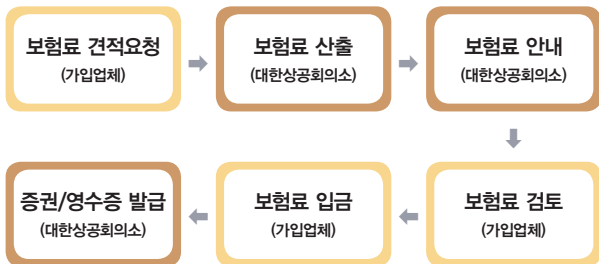 보험료 견적요청
(가입업체)
보험료 산출
(대한상공회의소)
보험료 안내
(대한상공회의소)
보험료 검토
(가입업체)
보험료 입금
(가입업체)
증권/영수증 발급
(대한상공회의소)